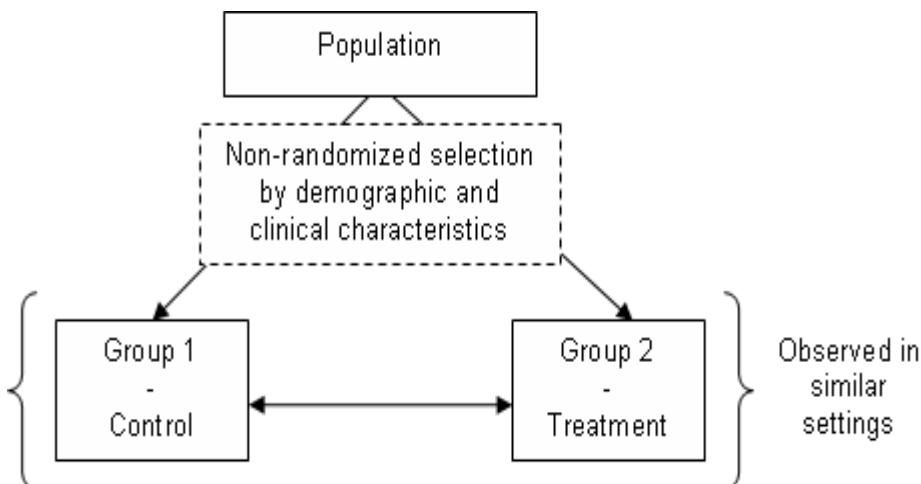 Population
Non-randomized selection
by demographic and
clinical characteristics
Group 1
-
Control
Group 2
-
Treatment
Observed in
similar
settings